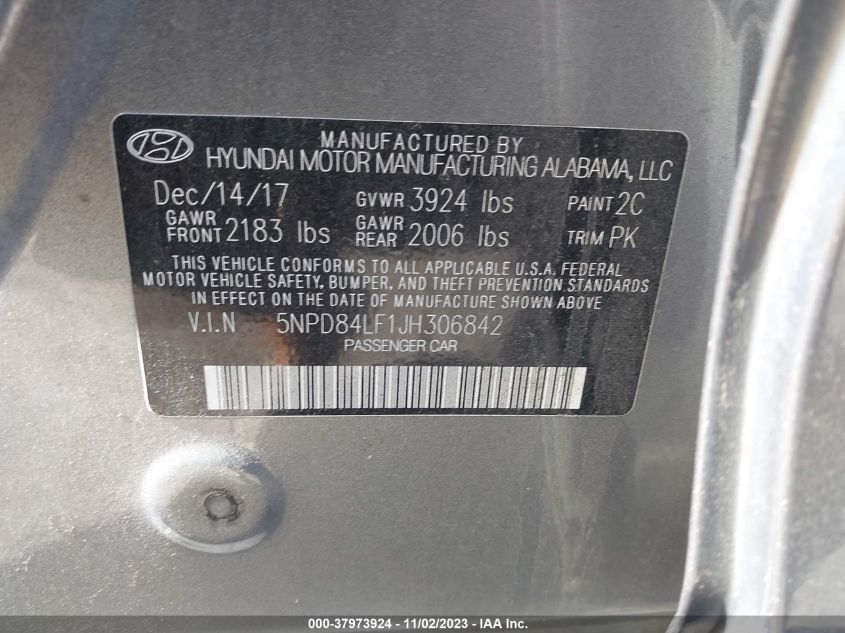 MANUFACTURED BY
HYUNDAI MOTOR MANUFACTURING ALABAMA, LLC
Dec/14/17 GVWR 3924 lbs PAINT 2C
GAWR FRONT 2183 lbs GAWR REAR 2006 lbs TRIM PK
THIS VEHICLE CONFORMS TO ALL APPLICABLE U.S.A. FEDERAL
MOTOR VEHICLE SAFETY, BUMPER, AND THEFT PREVENTION STANDARDS
IN EFFECT ON THE DATE OF MANUFACTURE SHOWN ABOVE
V.I.N 5NPD84LF1JH306842
PASSENGER CAR
000-37973924 - 11/02/2023 - IAA Inc.